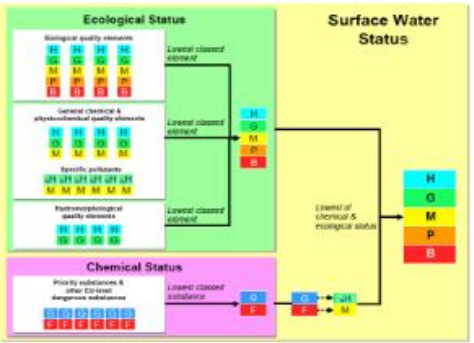 Ecological Status
Surface Water
Status
Biological quality elements
H H H H
G G G G
M M M M
P P P P
B B B B
Lowest classed
element
General chemical &
physicochemical quality elements
H H H H
G G G G
M M M M
Lowest classed
element
Specific pollutants
M M M M M M
Hydromorphological
quality elements
H H H H
G G G G
Lowest classed
element
H
G
M
P
B
Lowest of
chemical &
ecological status
H
G
M
P
B
Chemical Status
Priority substances &
other EU-level
dangerous substances
G G G G G G
F F F F F F
Lowest classed
substance
G
F
G
F
M